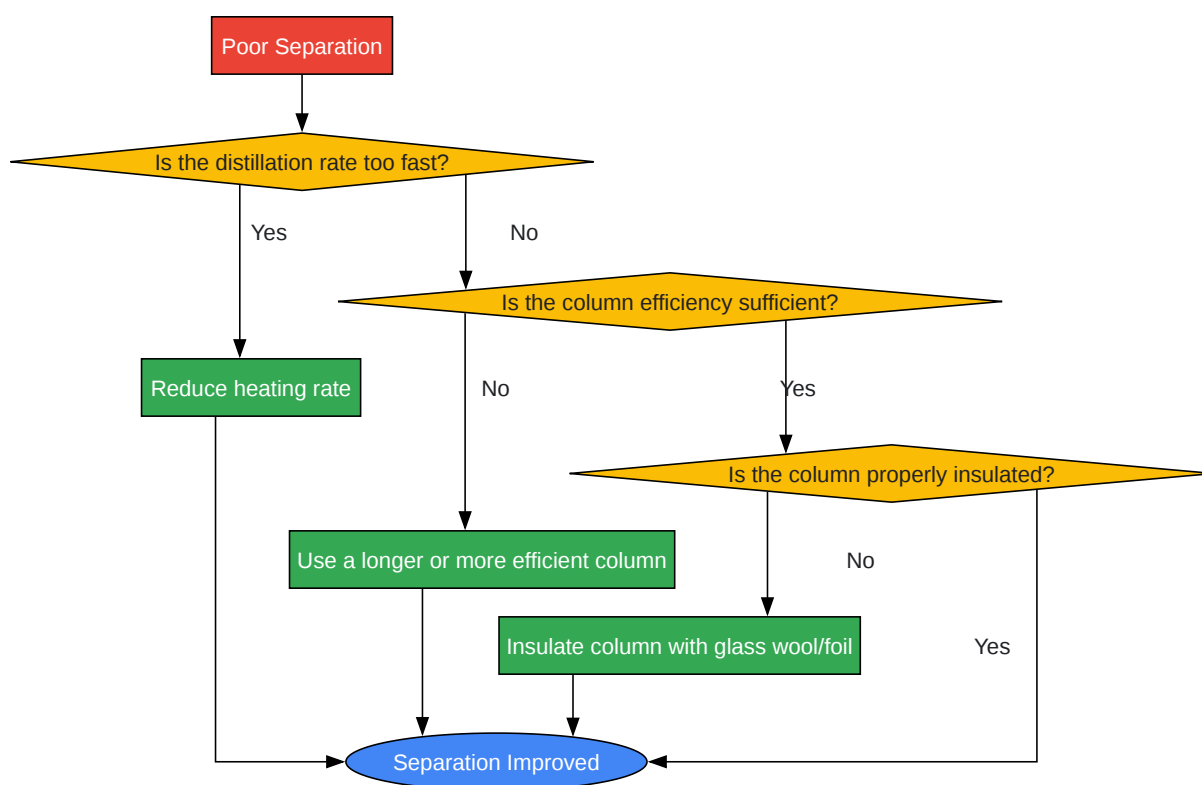 Poor Separation
Is the distillation rate too fast?
Yes
No
Is the column efficiency sufficient?
Reduce heating rate
No
Yes
Is the column properly insulated?
Use a longer or more efficient column
No
Insulate column with glass wool/foil
Yes
Separation Improved